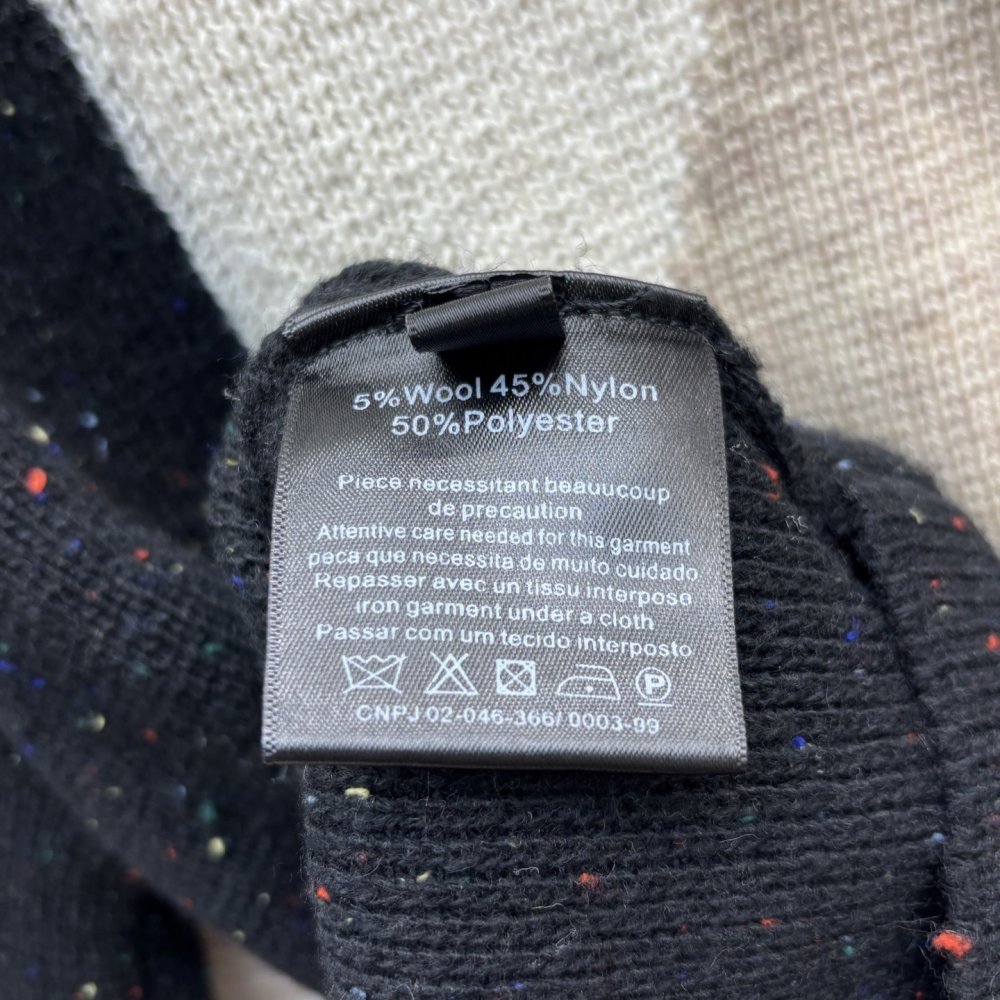 5%Wool 45%Nylon
50%Polyester
Piece necessitant beauucoup
de precaution
Attentive care needed for this garment
peca que necessita de muito cuidado
Repasser avec un tissu interpose
iron garment under a cloth
Passar com um tecido interposto
P
CNPJ 02-046-366/ 0003-99